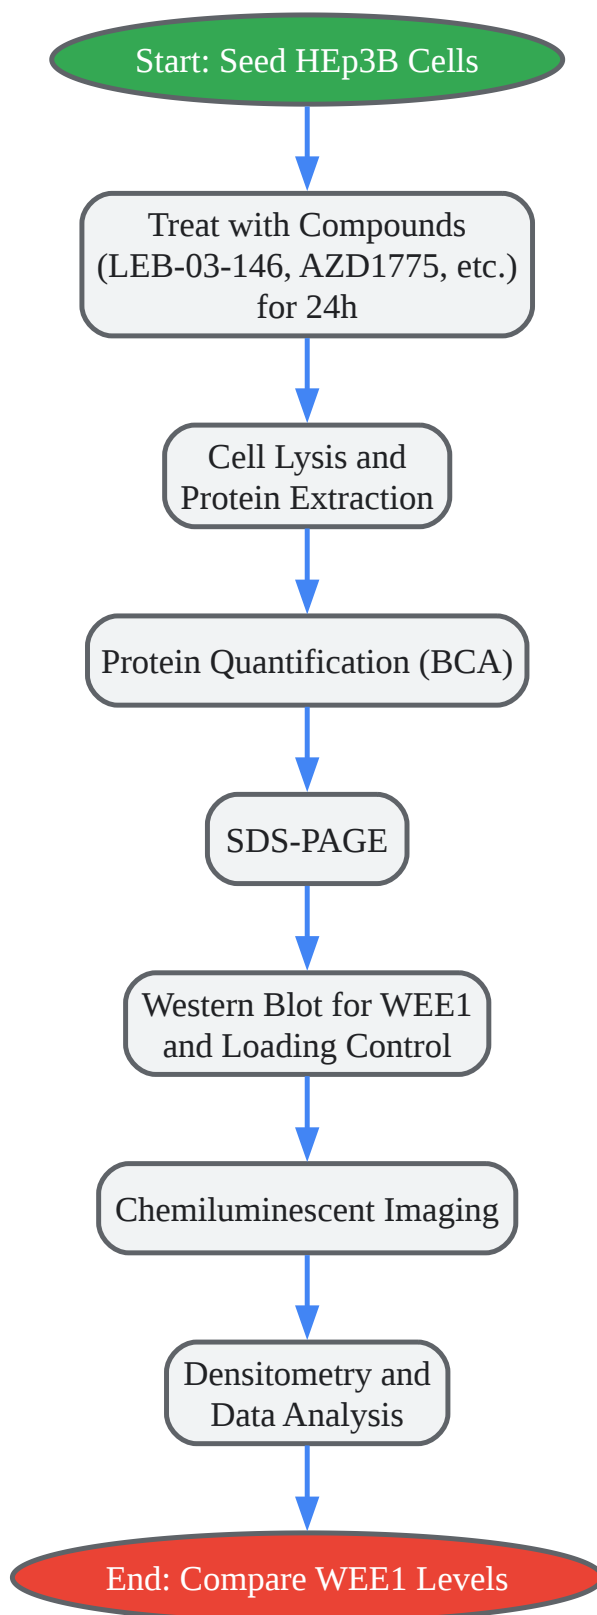 Start: Seed HEp3B Cells
Treat with Compounds
(LEB-03-146, AZD1775, etc.)
for 24h
Cell Lysis and
Protein Extraction
Protein Quantification (BCA)
SDS-PAGE
Western Blot for WEE1
and Loading Control
Chemiluminescent Imaging
Densitometry and
Data Analysis
End: Compare WEE1 Levels